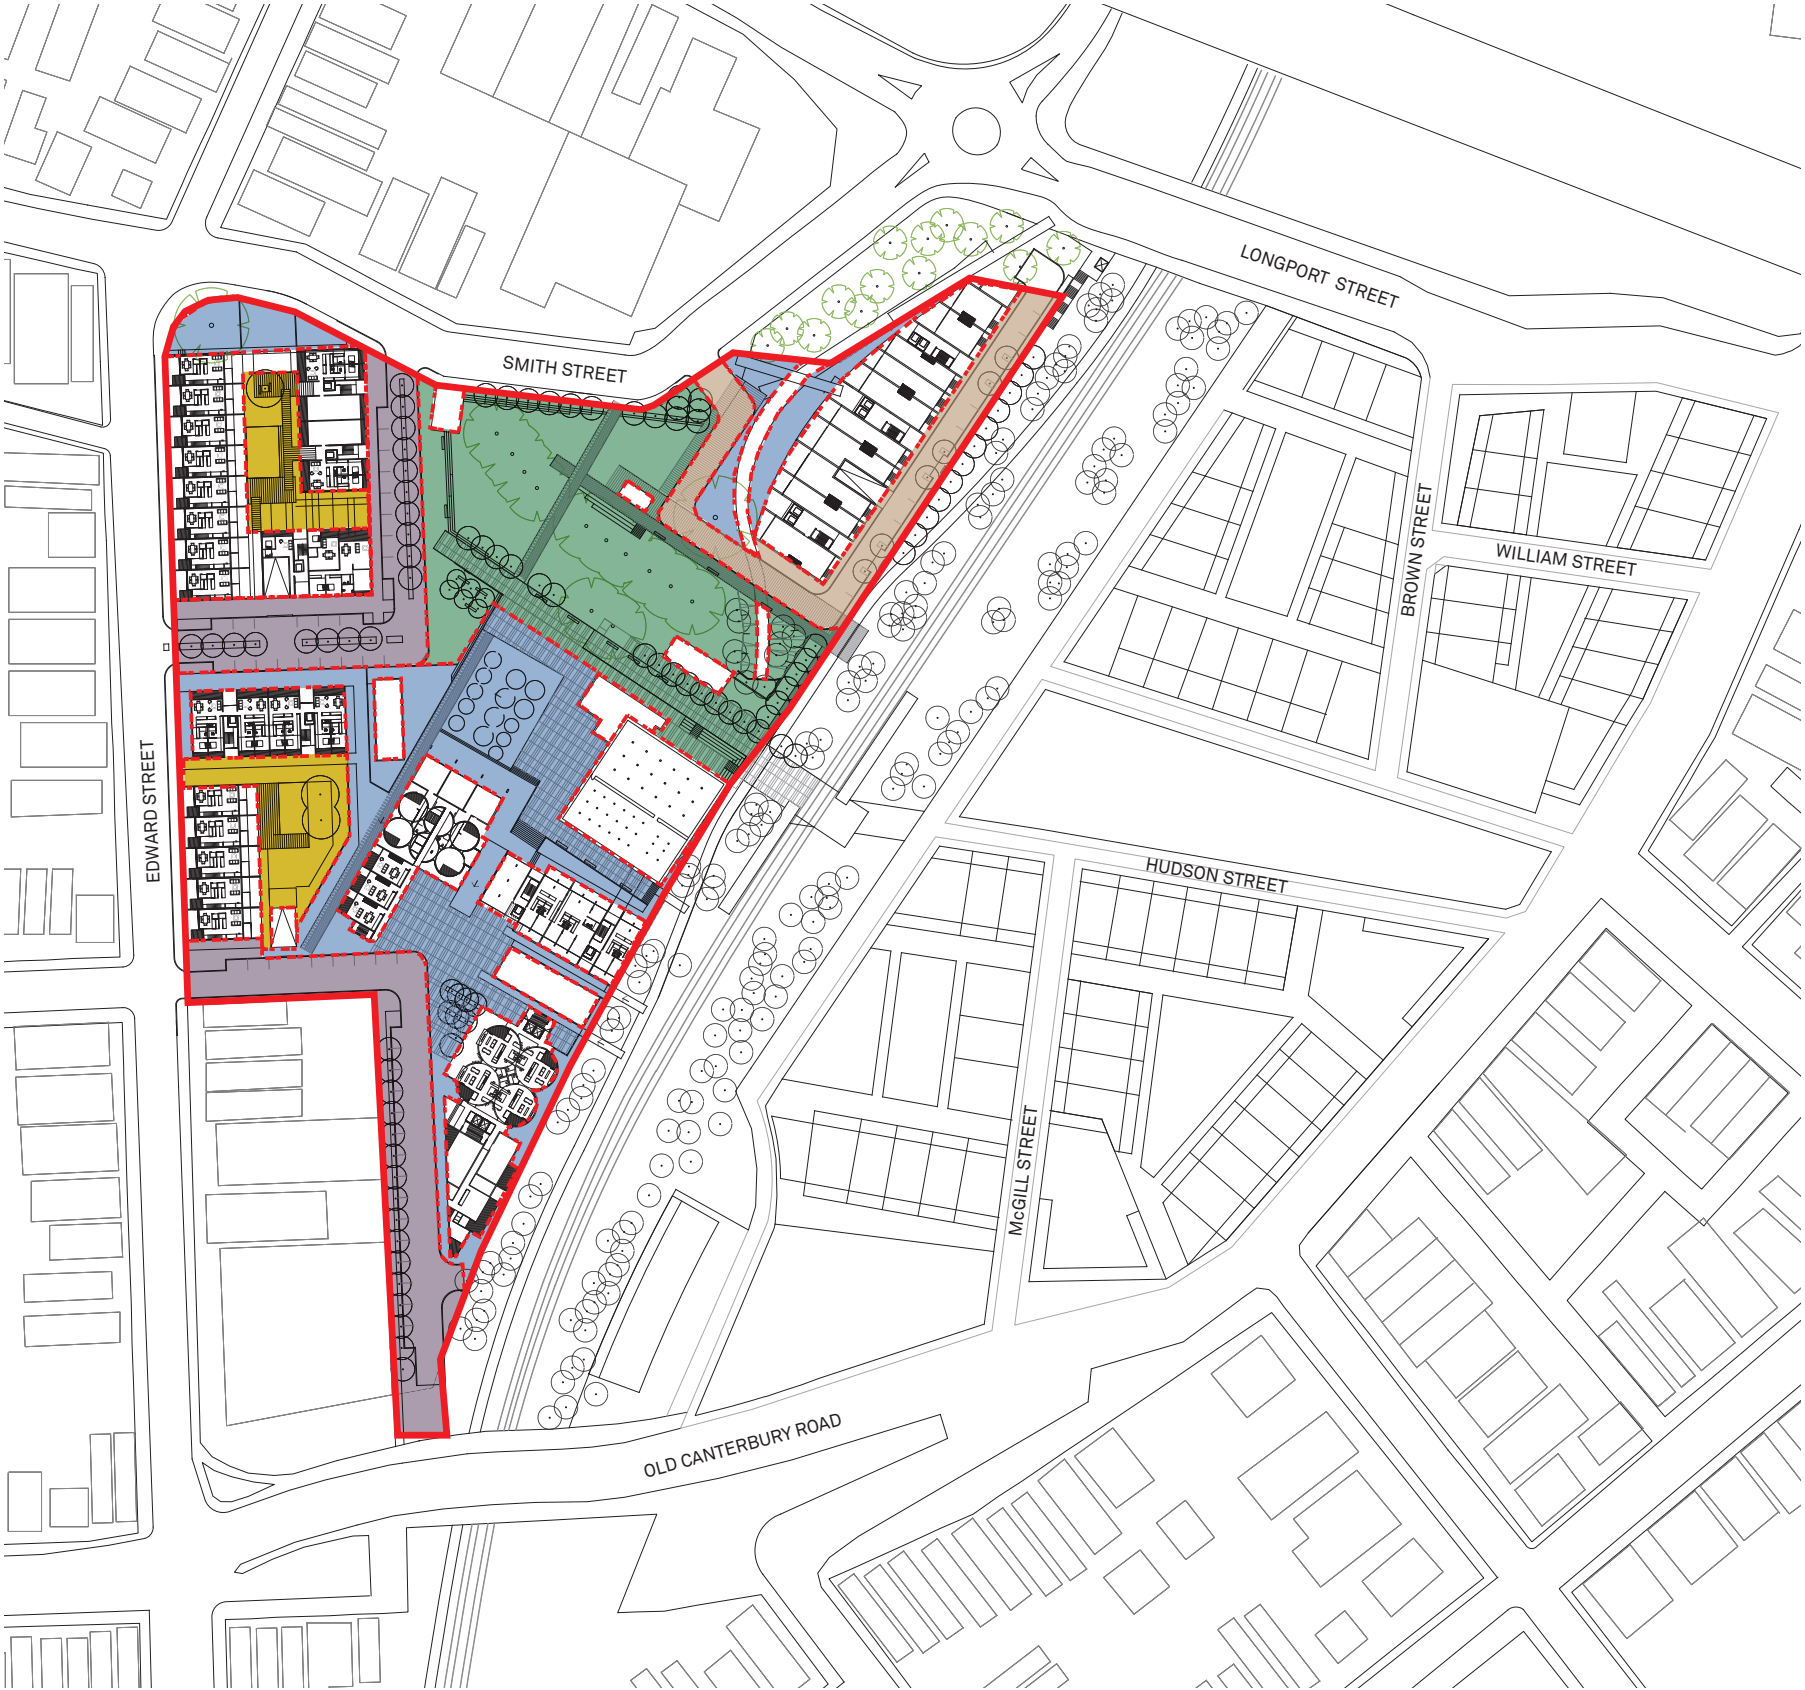 LONGPORT STREET
SMITH STREET
BROWN STREET
WILLIAM STREET
EDWARD STREET
HUDSON STREET
McGILL STREET
OLD CANTERBURY ROAD